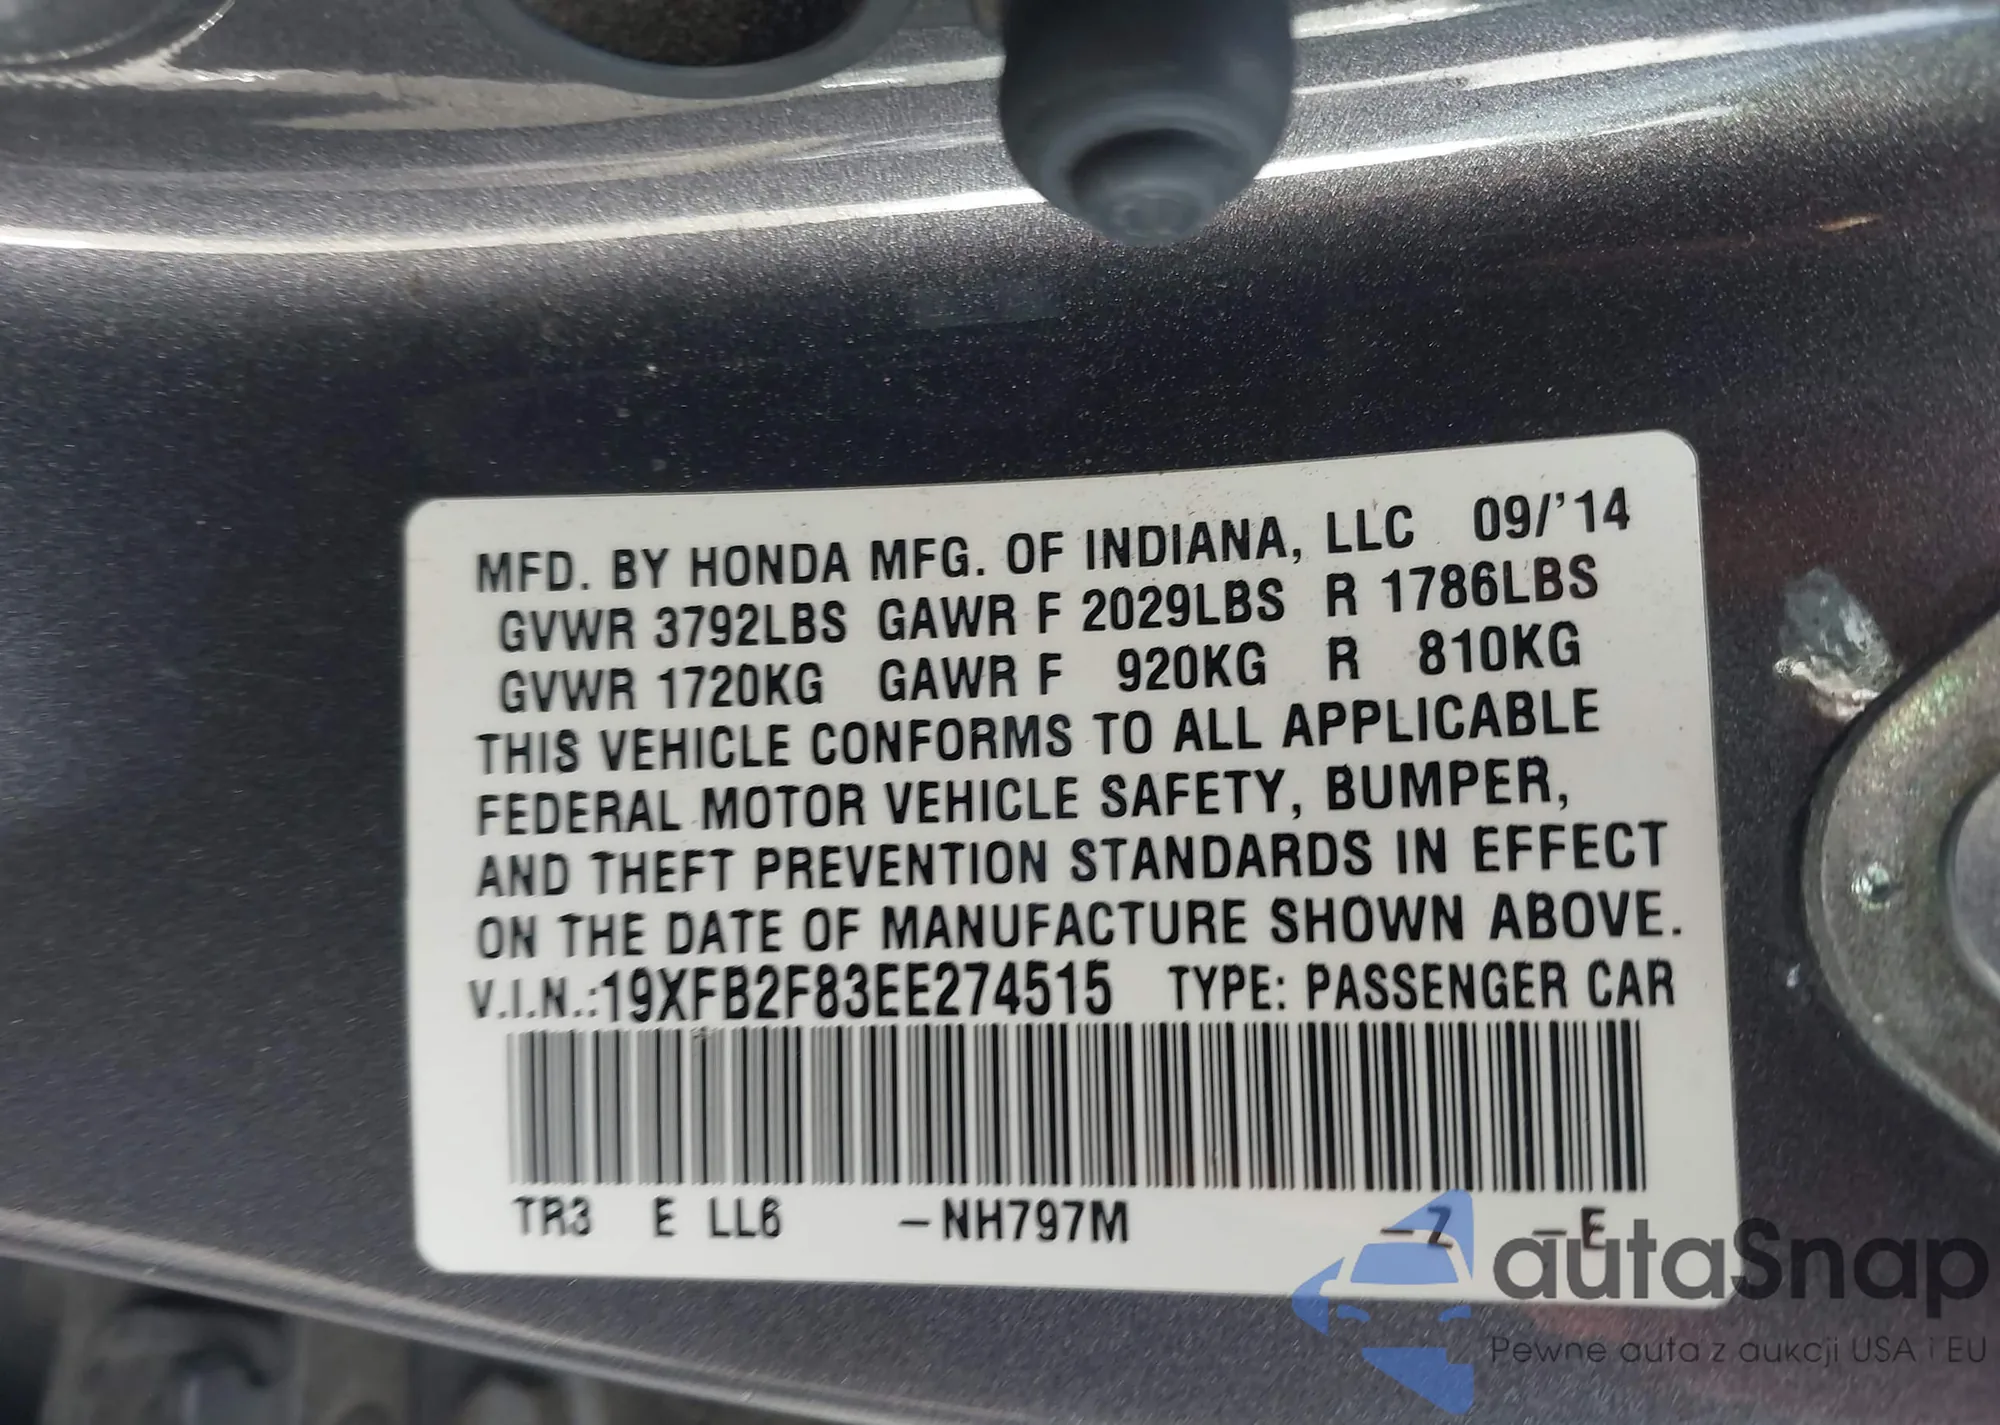 MFD. BY HONDA MFG. OF INDIANA, LLC 09/'14
GVWR 3792LBS GAWR F 2029LBS R 1786LBS
GVWR 1720KG GAWR F 920KG R 810KG
THIS VEHICLE CONFORMS TO ALL APPLICABLE
FEDERAL MOTOR VEHICLE SAFETY, BUMPER,
AND THEFT PREVENTION STANDARDS IN EFFECT
ON THE DATE OF MANUFACTURE SHOWN ABOVE.
V.I.N.:19XFB2F83EE274515 TYPE: PASSENGER CAR
TR3 E LL6 –NH797M –Z –E
autaSnap
Pewne auta z aukcji USA i EU